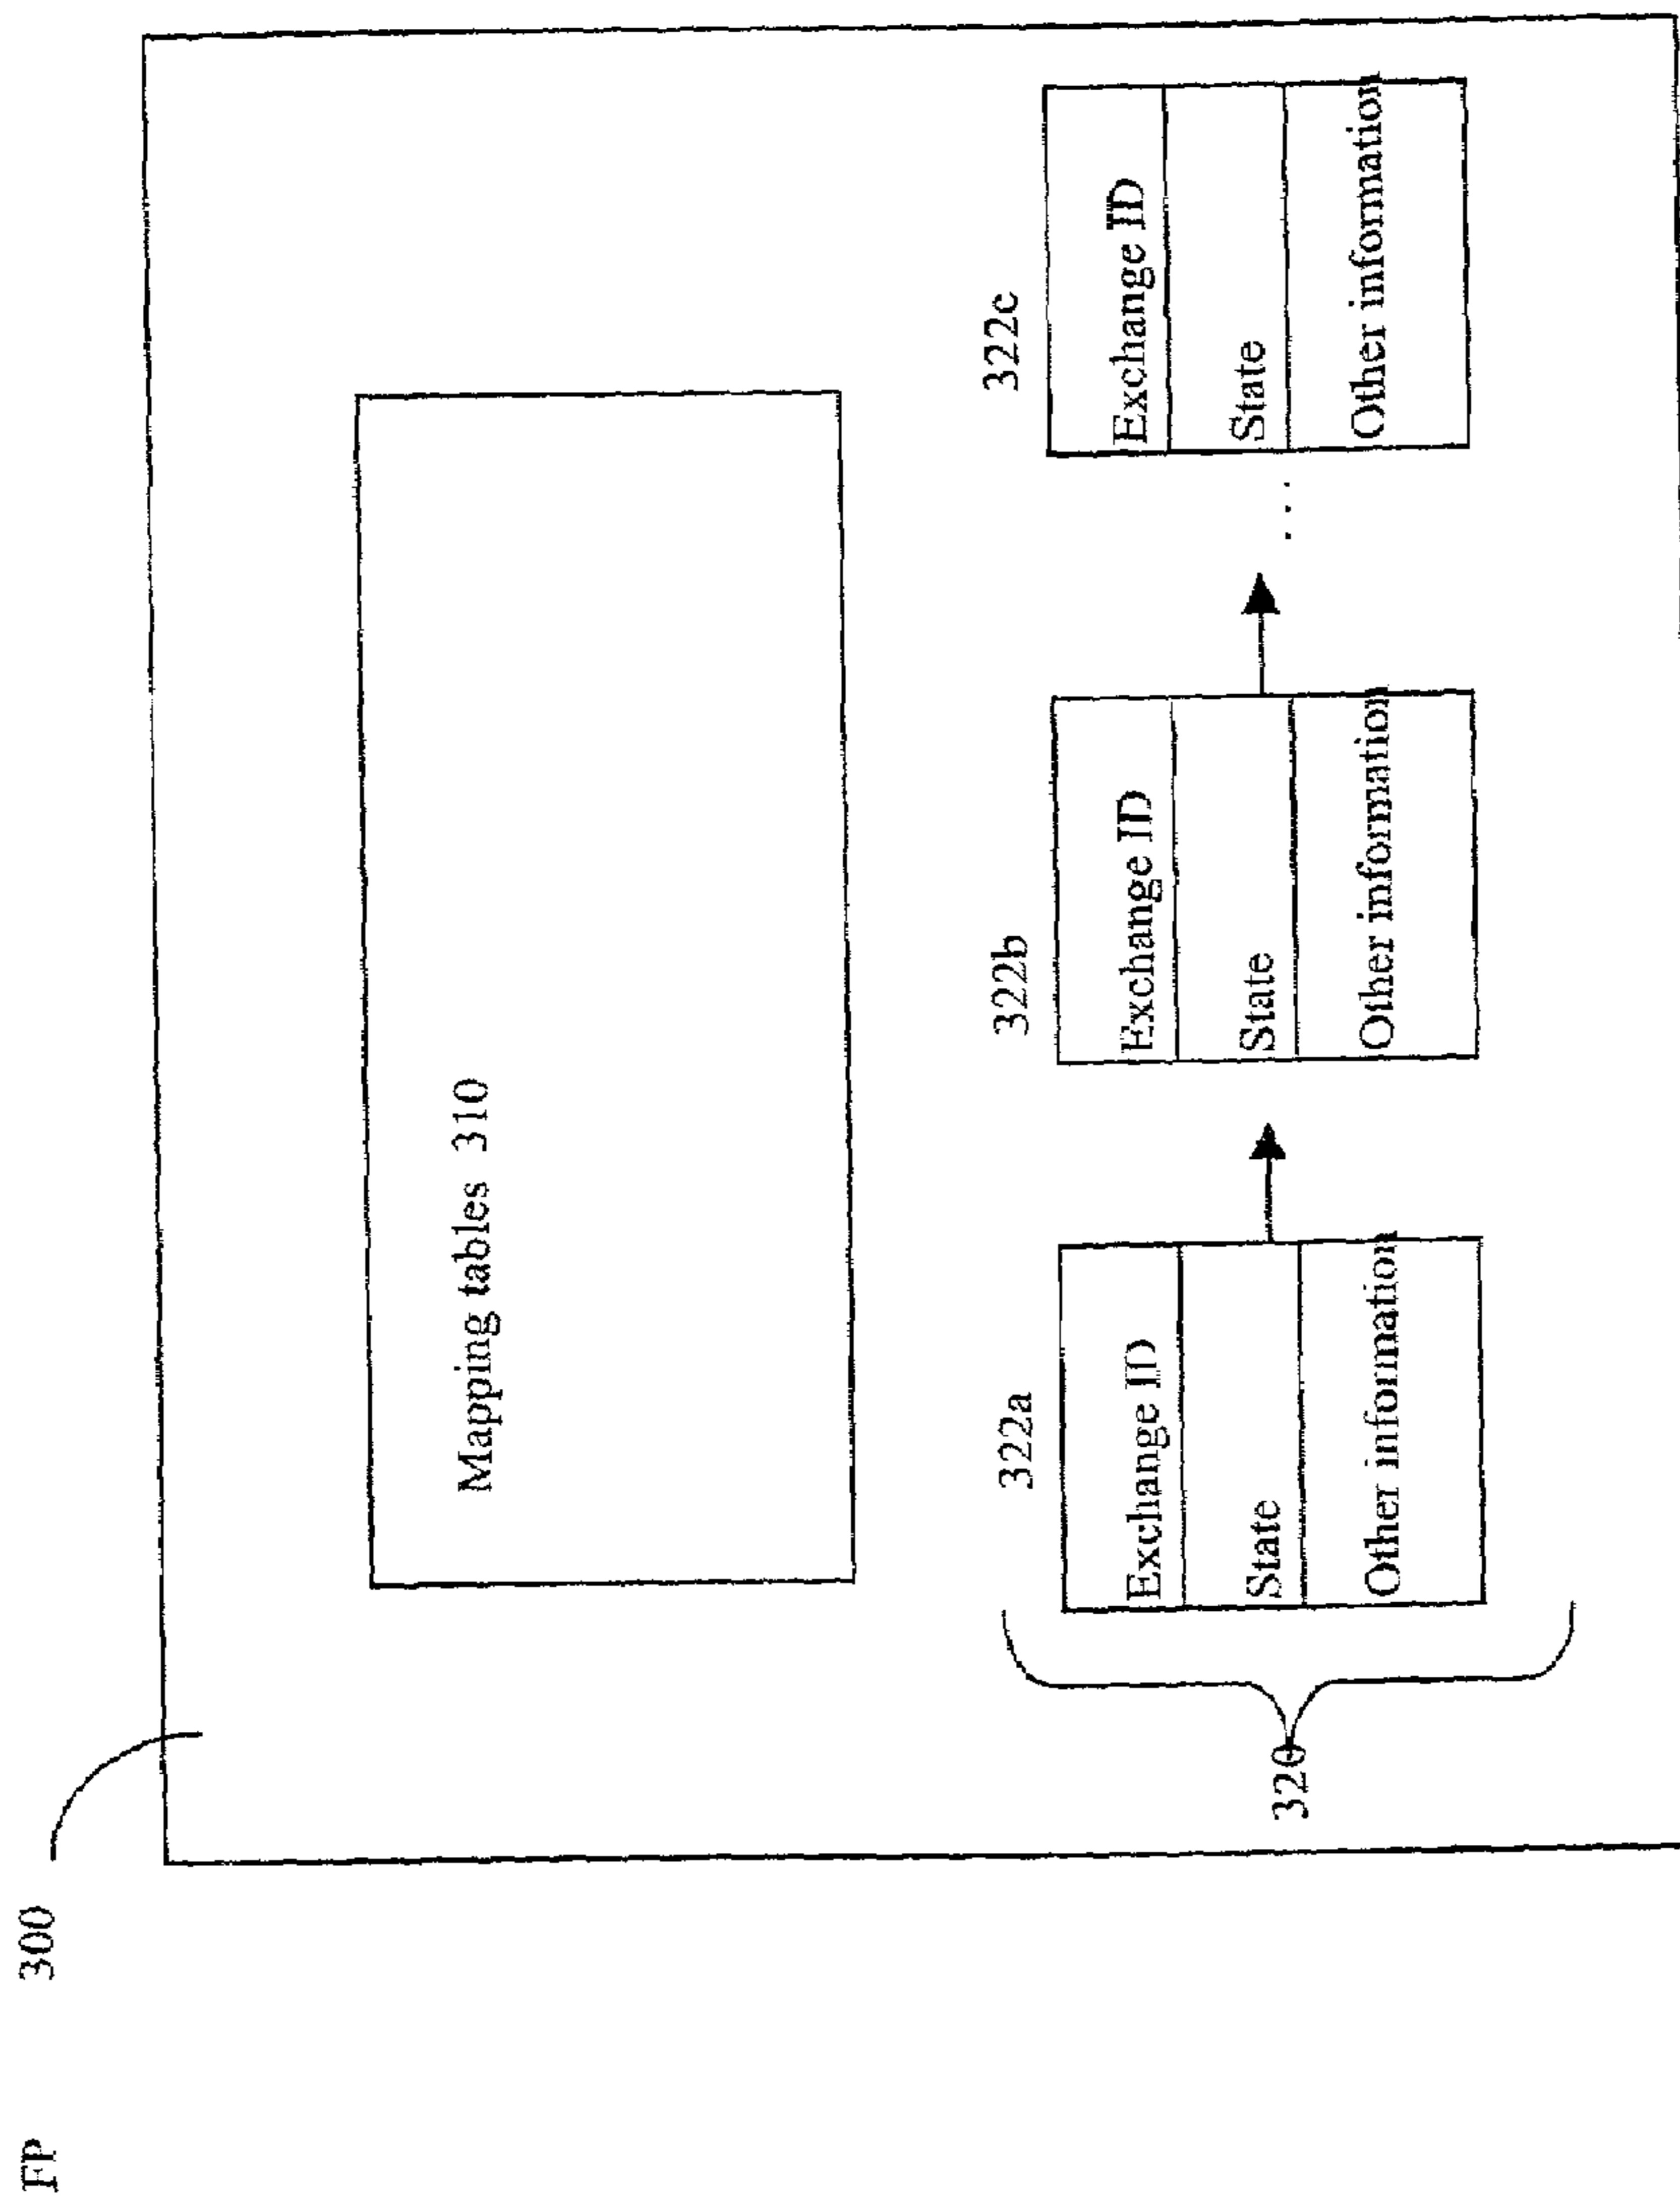 FP 300
Mapping tables 310
322a
322b
322c
Exchange ID
State
Other information
Exchange ID
State
Other information
...
Exchange ID
State
Other information
320